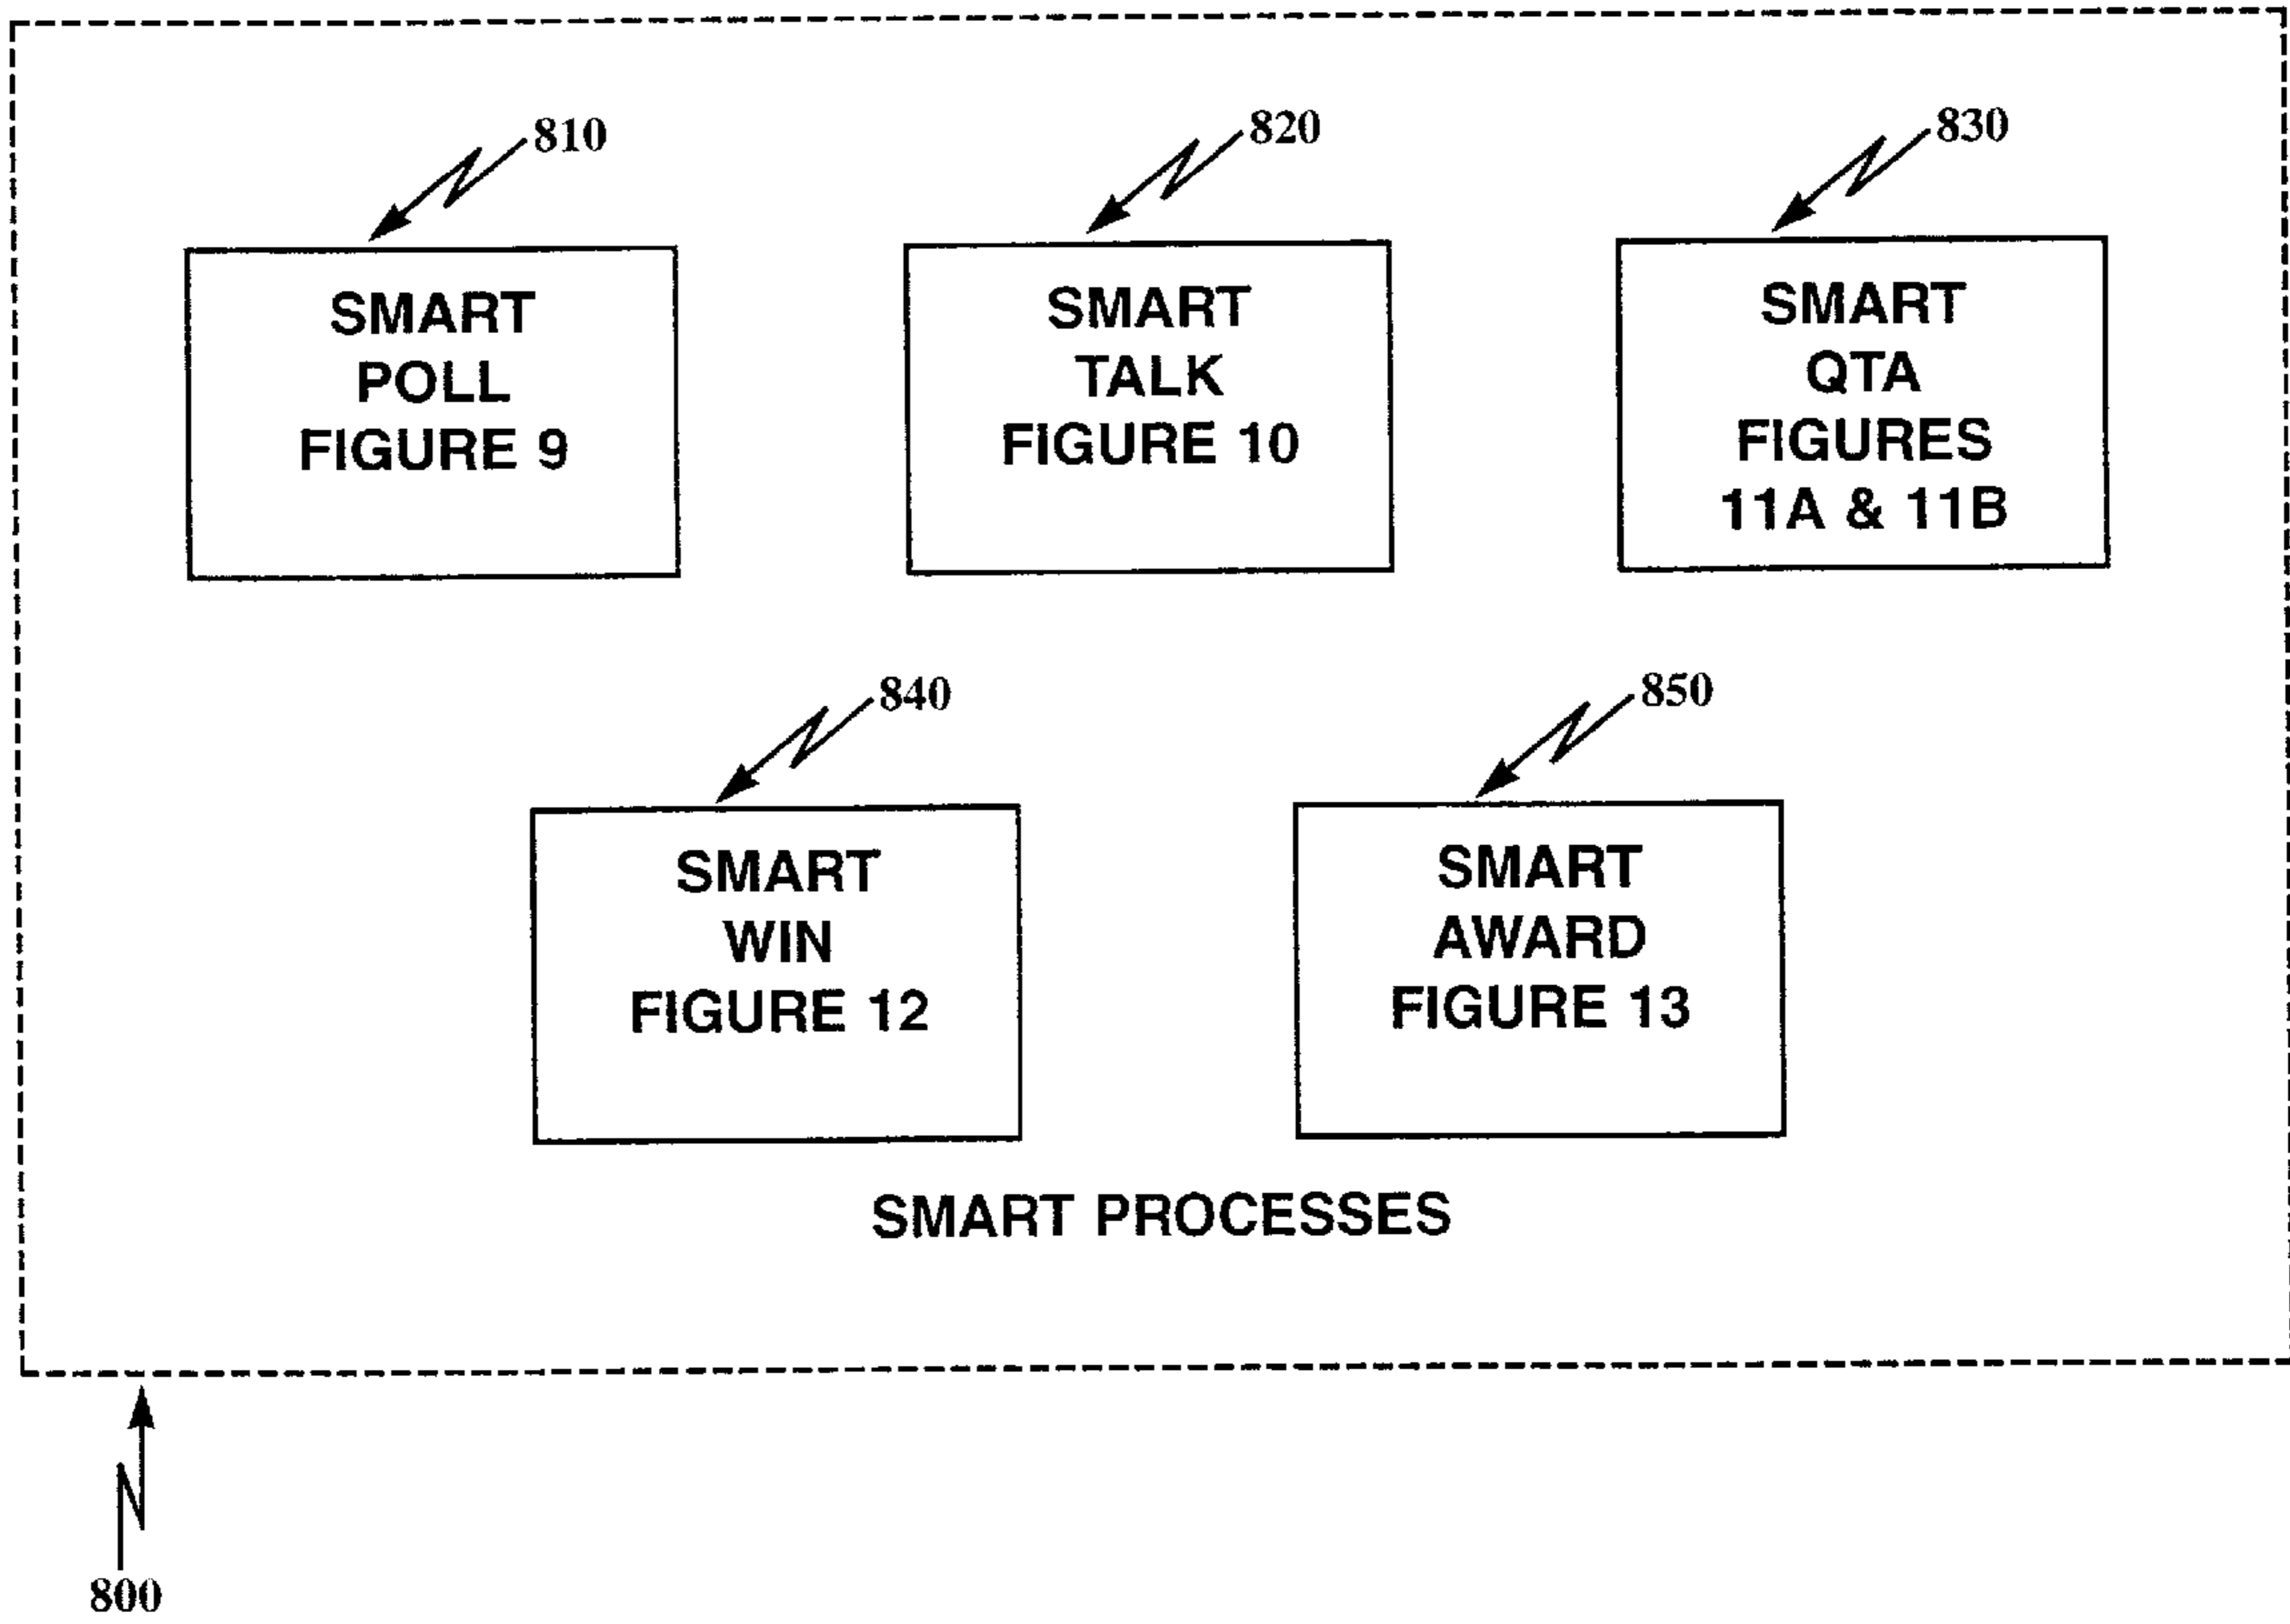 810
SMART
POLL
FIGURE 9
820
SMART
TALK
FIGURE 10
830
SMART
QTA
FIGURES
11A & 11B
840
SMART
WIN
FIGURE 12
850
SMART
AWARD
FIGURE 13
SMART PROCESSES
800